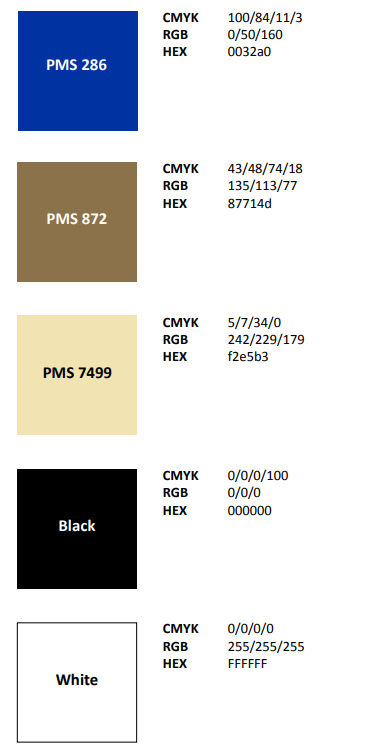 PMS 286
CMYK 100/84/11/3
RGB 0/50/160
HEX 0032a0
PMS 872
CMYK 43/48/74/18
RGB 135/113/77
HEX 87714d
PMS 7499
CMYK 5/7/34/0
RGB 242/229/179
HEX f2e5b3
Black
CMYK 0/0/0/100
RGB 0/0/0
HEX 000000
White
CMYK 0/0/0/0
RGB 255/255/255
HEX FFFFFF